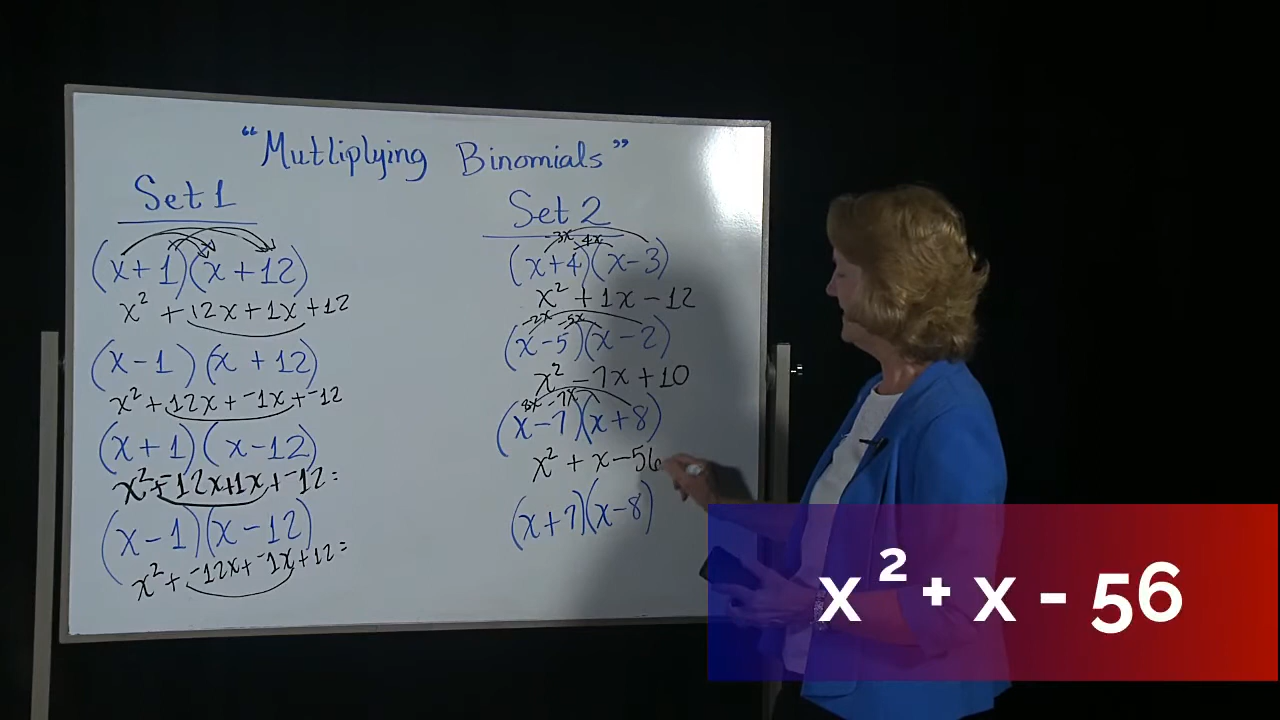 "Mutliplying Binomials"
Set 1
(x+1)(x+12)
x² + 12x+1x+12
(x-1)(x+12)
x²+12x+⁻1x+⁻12
(x+1)(x-12)
x²+⁻12x+1x+⁻12=
(x-1)(x-12)
x²+⁻12x+⁻1x+12=
Set 2
-3x 4x
(x+4)(x-3)
x² +1x-12
-2x -5x
(x-5)(x-2)
x² -7x+10
8x -7x
(x-7)(x+8)
x² + x-56
(x+7)(x-8)
x² + x - 56